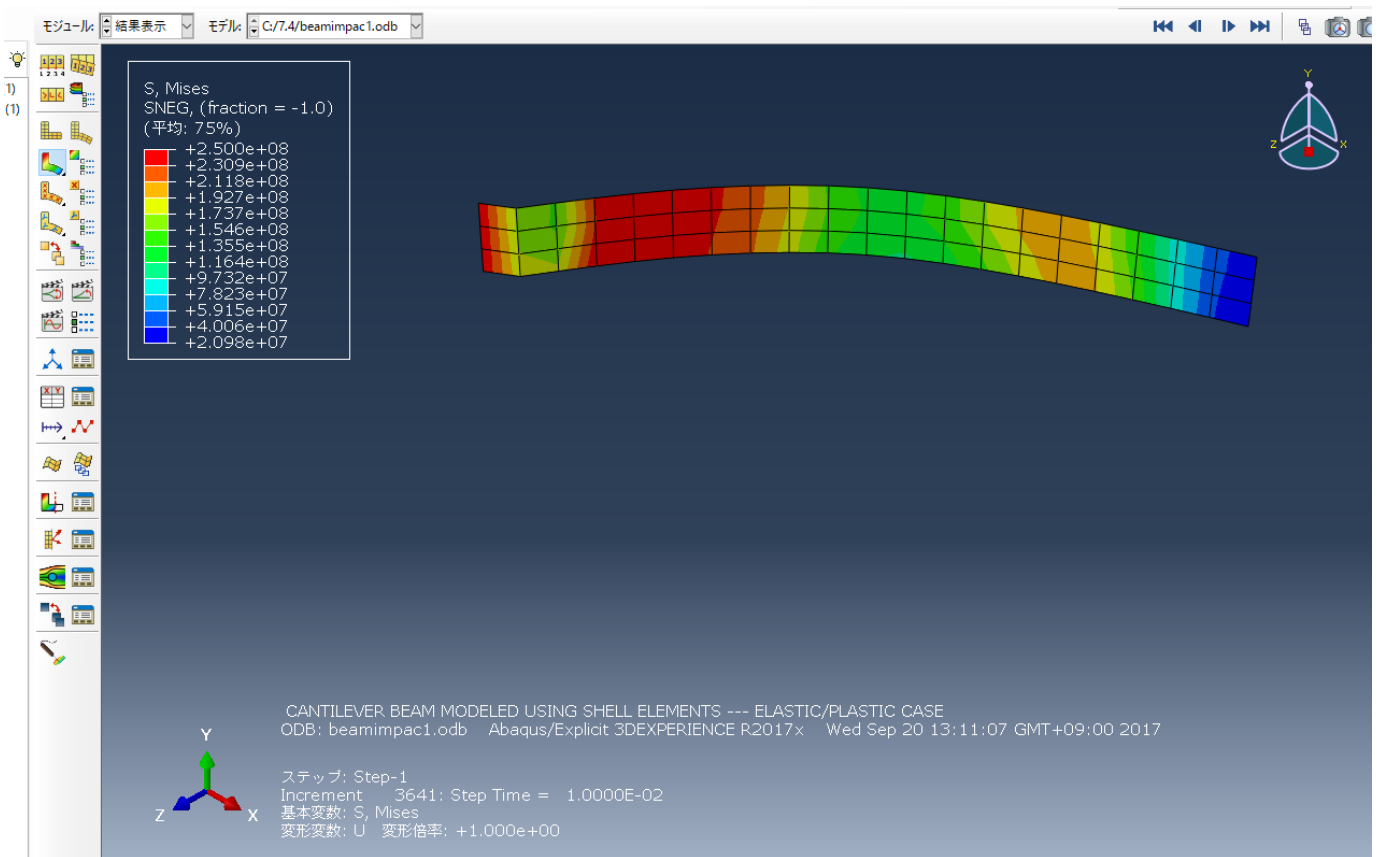 モジュール: 結果表示 モデル: C:/7.4/beamimpac1.odb
1)
(1)
S, Mises
SNEG, (fraction = -1.0)
(平均: 75%)
+2.500e+08
+2.309e+08
+2.118e+08
+1.927e+08
+1.737e+08
+1.546e+08
+1.355e+08
+1.164e+08
+9.732e+07
+7.823e+07
+5.915e+07
+4.006e+07
+2.098e+07
Y
Z X
CANTILEVER BEAM MODELED USING SHELL ELEMENTS --- ELASTIC/PLASTIC CASE
ODB: beamimpac1.odb Abaqus/Explicit 3DEXPERIENCE R2017x Wed Sep 20 13:11:07 GMT+09:00 2017
Y
Z X
ステップ: Step-1
Increment 3641: Step Time = 1.0000E-02
基本変数: S, Mises
変形変数: U 変形倍率: +1.000e+00